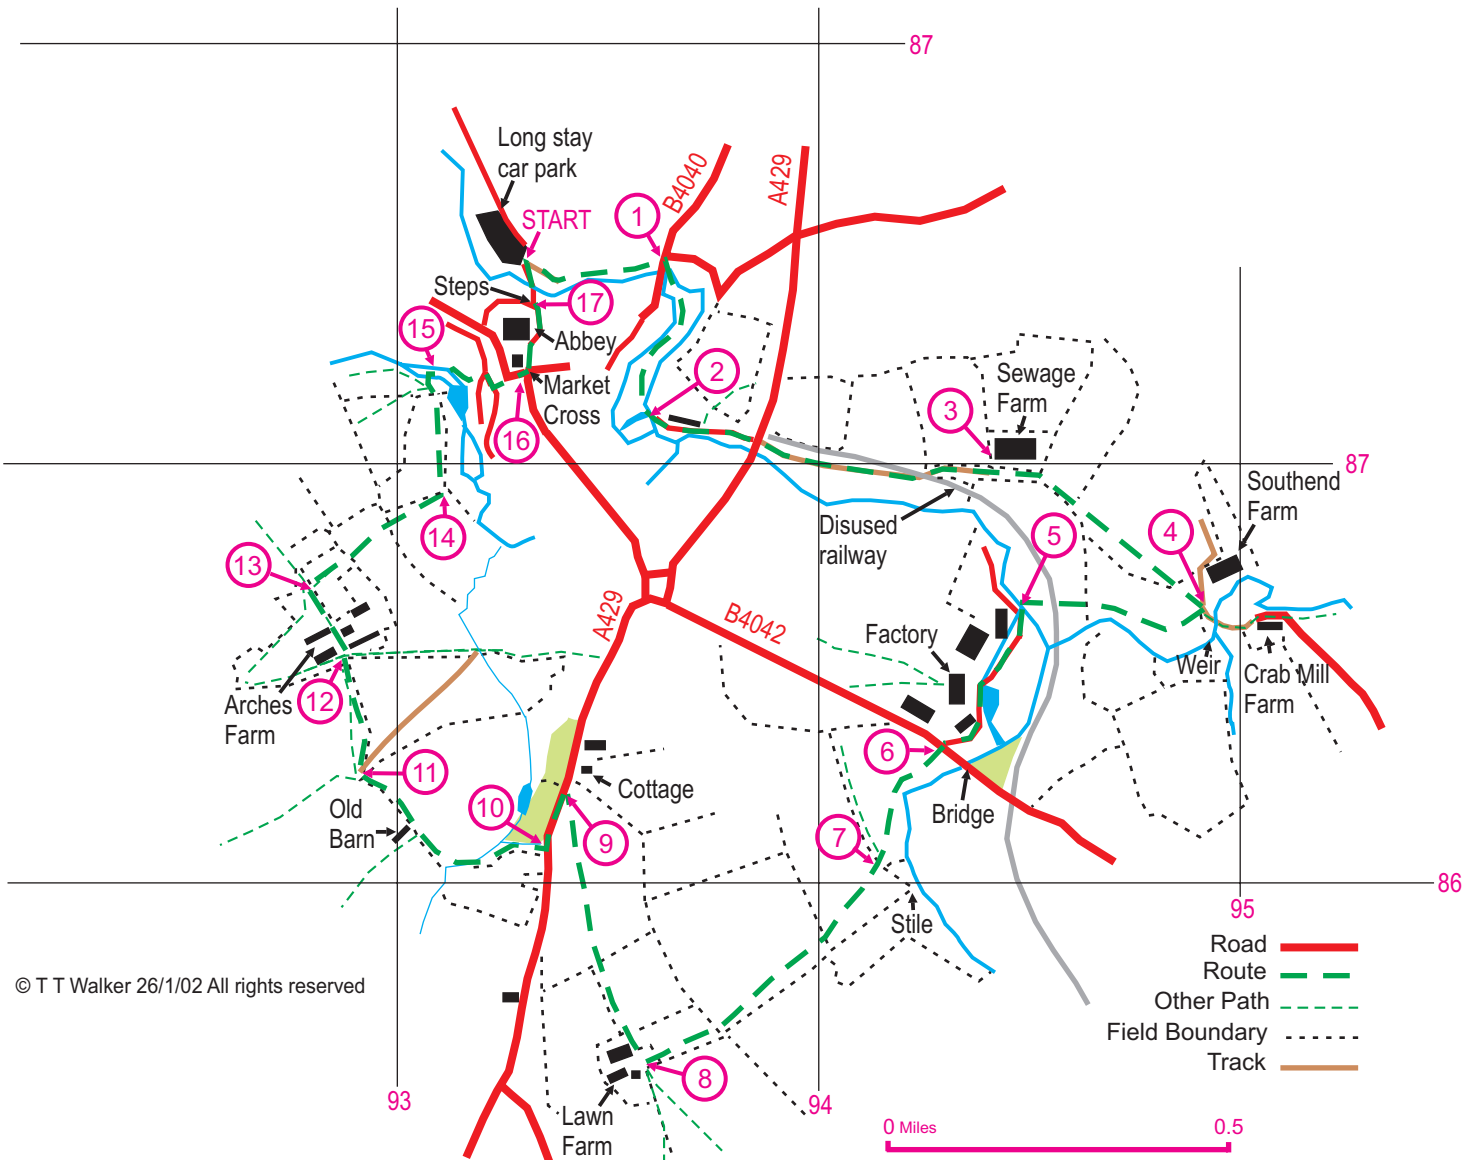 87
Long stay
car park
START
1
B4040
A429
Steps
17
Abbey
15
Market
Cross
16
2
Sewage
Farm
3
87
Southend
Farm
Disused
railway
5
4
14
13
A429
B4042
Factory
Weir
Crab Mill
Farm
12
Arches
Farm
11
6
Bridge
Cottage
Old
Barn
10
9
7
86
Stile
95
Road
Route
Other Path
Field Boundary
Track
© T T Walker 26/1/02 All rights reserved
8
93
94
Lawn
Farm
0 Miles
0.5